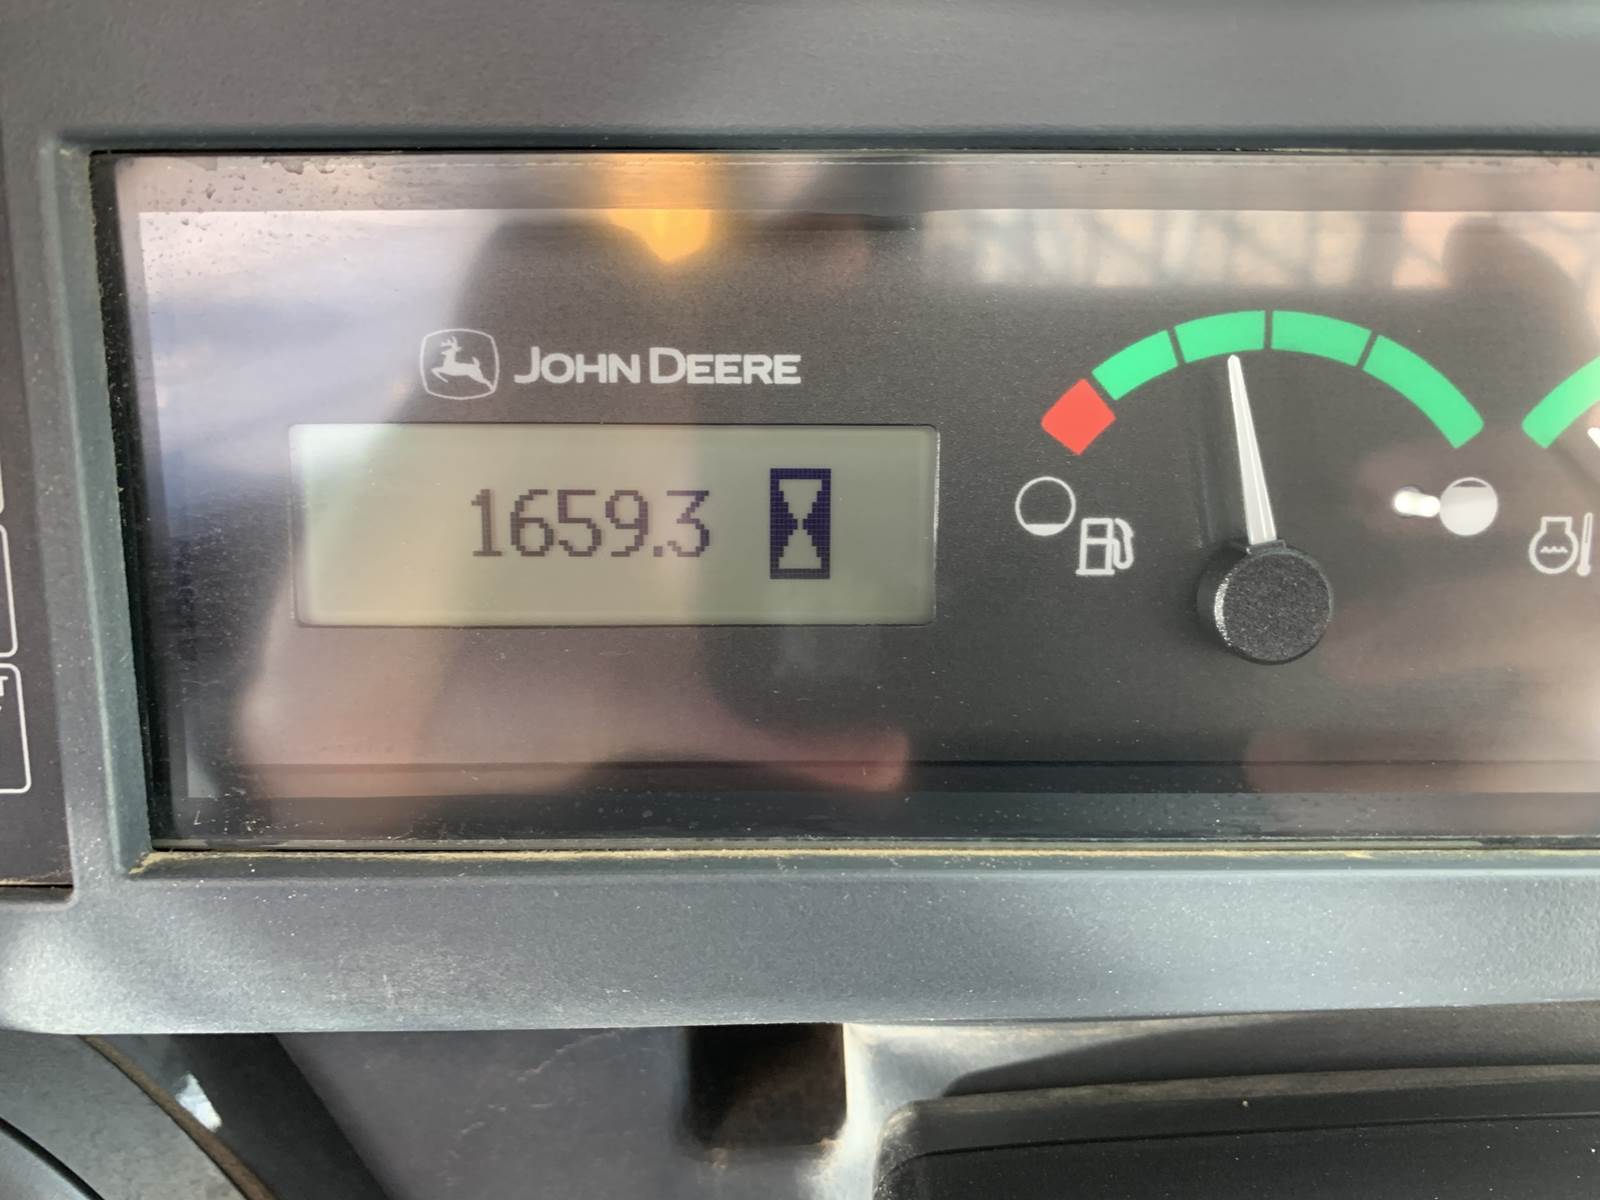 JOHN DEERE
1659.3
T